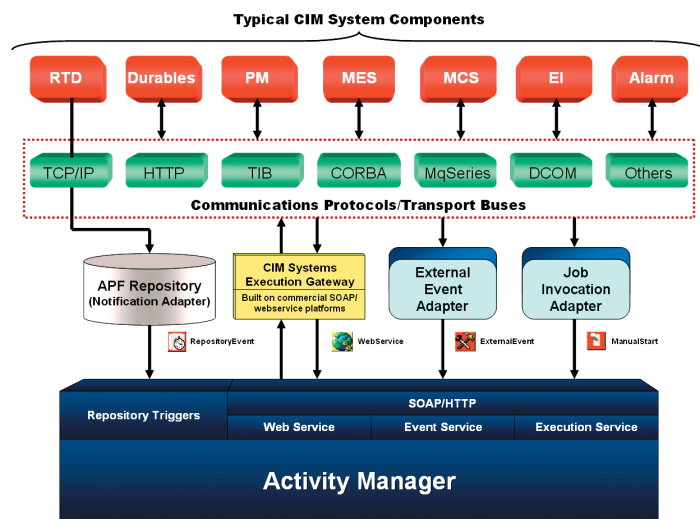 Typical CIM System Components
RTD
Durables
PM
MES
MCS
EI
Alarm
TCP/IP
HTTP
TIB
CORBA
MqSeries
DCOM
Others
Communications Protocols/Transport Buses
APF Repository
(Notification Adapter)
CIM Systems
Execution Gateway
Built on commercial SOAP/
webservice platforms
External
Event
Adapter
Job
Invocation
Adapter
RepositoryEvent
WebService
ExternalEvent
ManualStart
Repository Triggers
SOAP/HTTP
Web Service
Event Service
Execution Service
Activity Manager